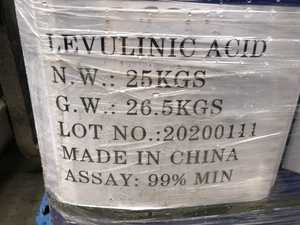 LEVULINIC ACID
N.W.: 25KGS
G.W.: 26.5KGS
LOT NO.:20200111
MADE IN CHINA
ASSAY: 99% MIN